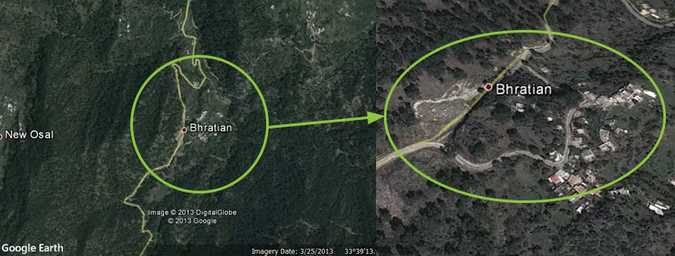 New Osal
Bhratian
Image © 2013 DigitalGlobe
© 2013 Google
Google Earth
Imagery Date: 3/25/2013 33°39'13.
Bhratian